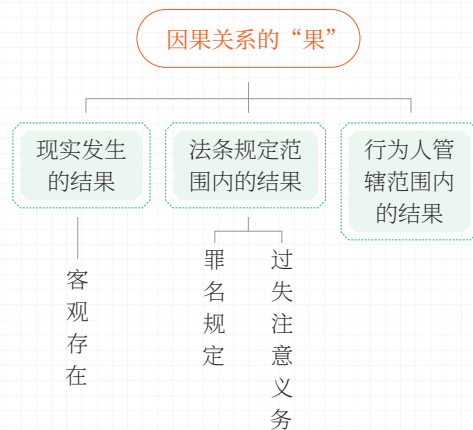 因果关系的“果”
现实发生
的结果
法条规定范
围内的结果
行为人管
辖范围内
的结果
客观存在
罪名规定
过失注意义务